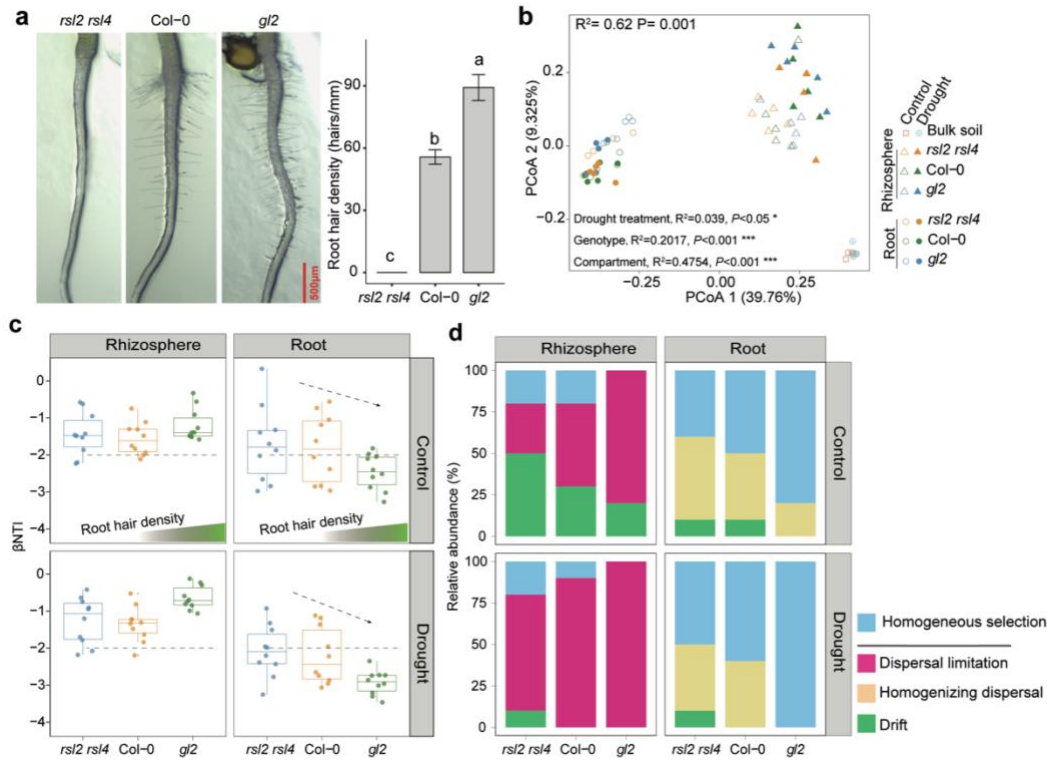 a
rsl2 rsl4 Col−0 gl2
500μm
Root hair density (hairs/mm)
90
60
30
0
a
b
c
rsl2 rsl4 Col−0 gl2
b
R²= 0.62 P= 0.001
PCoA 2 (9.325%)
0.2
0.0
−0.2
Drought treatment, R²=0.039, P<0.05 *
Genotype, R²=0.2017, P<0.001 ***
Compartment, R²=0.4754, P<0.001 ***
−0.25 0.00 0.25
PCoA 1 (39.76%)
Control
Drought
Bulk soil
Rhizosphere
rsl2 rsl4
Col−0
gl2
Root
rsl2 rsl4
Col−0
gl2
c
Rhizosphere Root
βNTI
0
−1
−2
−3
−4
Root hair density
Control
0
−1
−2
−3
−4
Drought
rsl2 rsl4 Col−0 gl2 rsl2 rsl4 Col−0 gl2
d
Rhizosphere Root
Relative abundance (%)
100
75
50
25
0
Control
100
75
50
25
0
Drought
rsl2 rsl4 Col−0 gl2 rsl2 rsl4 Col−0 gl2
Homogeneous selection
Dispersal limitation
Homogenizing dispersal
Drift